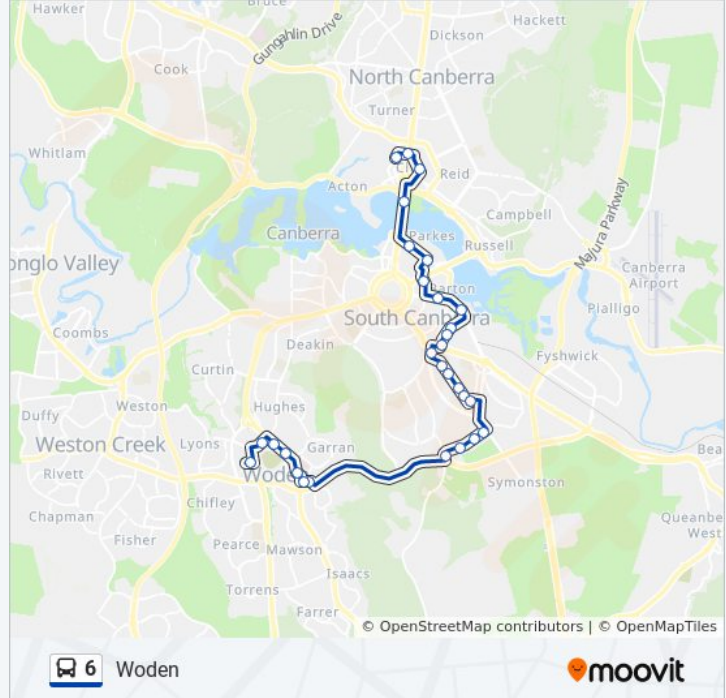 Hawker
Bruce
Gungahlin Drive
Dickson
Hackett
Cook
North Canberra
Turner
Whitlam
Reid
Acton
Campbell
Canberra
Parkes
Russell
Majura Parkway
onglo Valley
Barton
Canberra
Airport
Pialligo
South Canberra
Coombs
Deakin
Fyshwick
Curtin
Duffy
Weston
Hughes
Weston Creek
Lyons
Garran
Bea
Rivett
Woden
Symonston
Chifley
Chapman
Queanbe
West
Fisher
Pearce
Mawson
Isaacs
Torrens
Farrer
© OpenStreetMap contributors | © OpenMapTiles
6 Woden
moovit